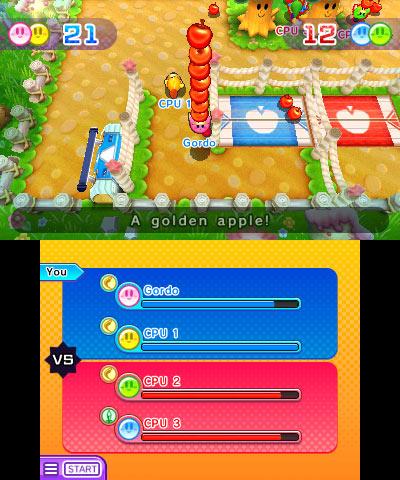 21
CPU
12
CPU 1
Gordo
A golden apple!
You
Gordo
CPU 1
VS
CPU 2
CPU 3
START